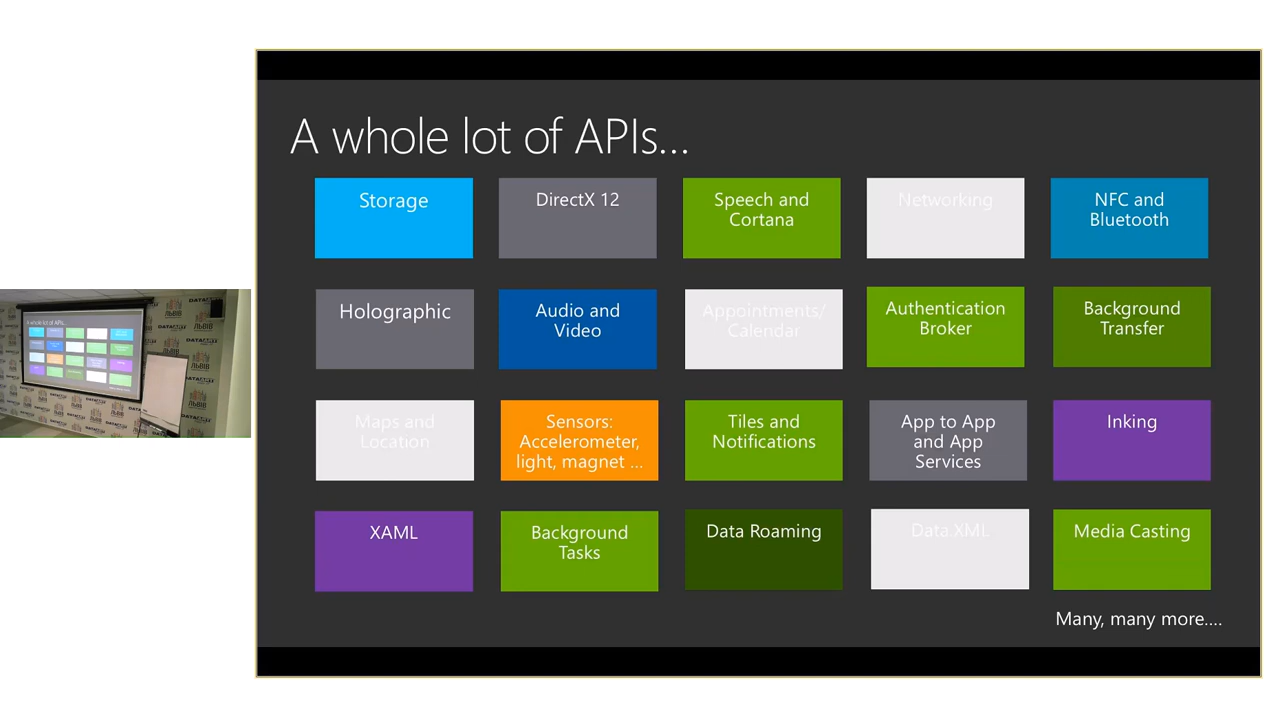 A whole lot of APIs...
Storage
DirectX 12
Speech and
Cortana
Networking
NFC and
Bluetooth
Holographic
Audio and
Video
Appointments/
Calendar
Authentication
Broker
Background
Transfer
Maps and
Location
Sensors:
Accelerometer,
light, magnet ...
Tiles and
Notifications
App to App
and App
Services
Inking
XAML
Background
Tasks
Data Roaming
Data.XML
Media Casting
Many, many more....